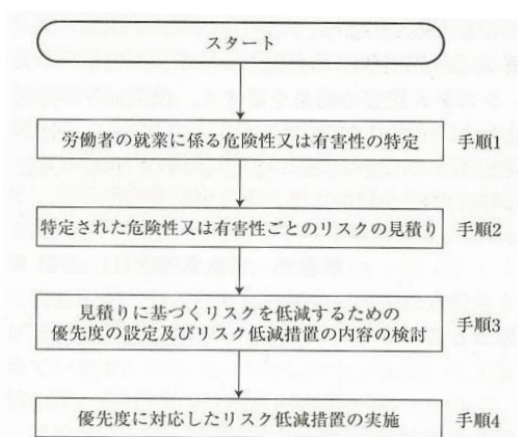 スタート
労働者の就業に係る危険性又は有害性の特定
手順1
特定された危険性又は有害性ごとのリスクの見積り
手順2
見積りに基づくリスクを低減するための
優先度の設定及びリスク低減措置の内容の検討
手順3
優先度に対応したリスク低減措置の実施
手順4